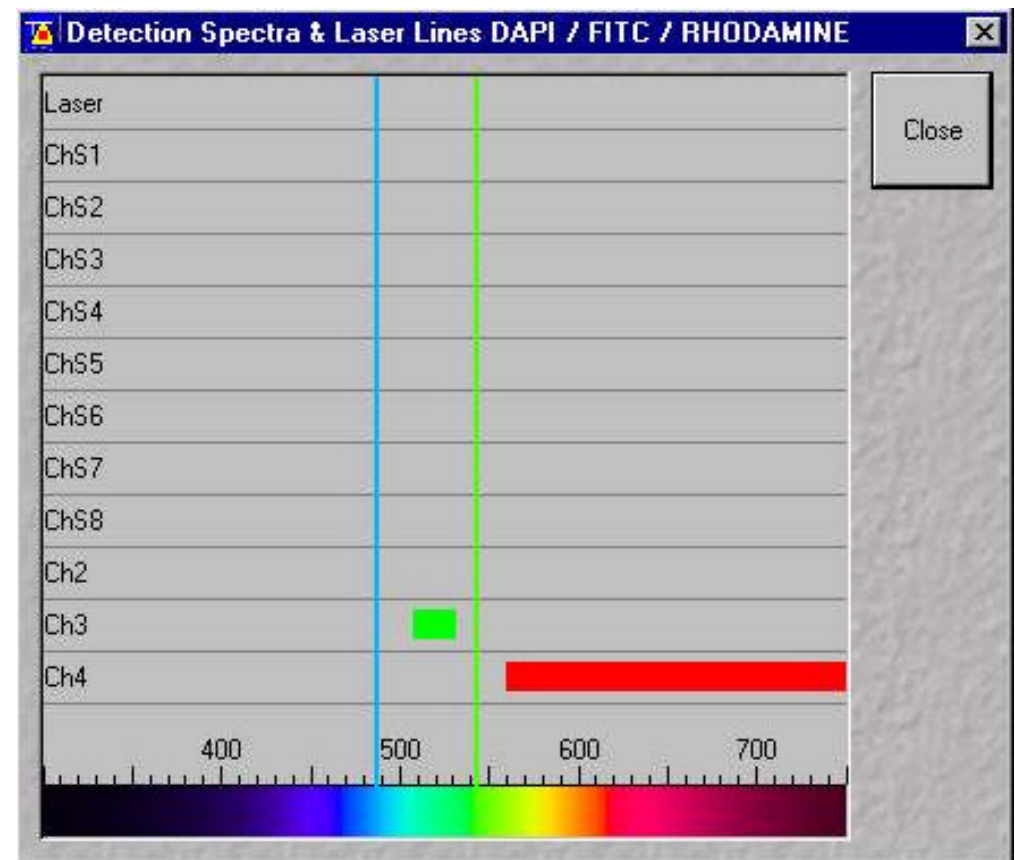 Detection Spectra & Laser Lines DAPI / FITC / RHODAMINE
Close
Laser
ChS1
ChS2
ChS3
ChS4
ChS5
ChS6
ChS7
ChS8
Ch2
Ch3
Ch4
400 500 600 700